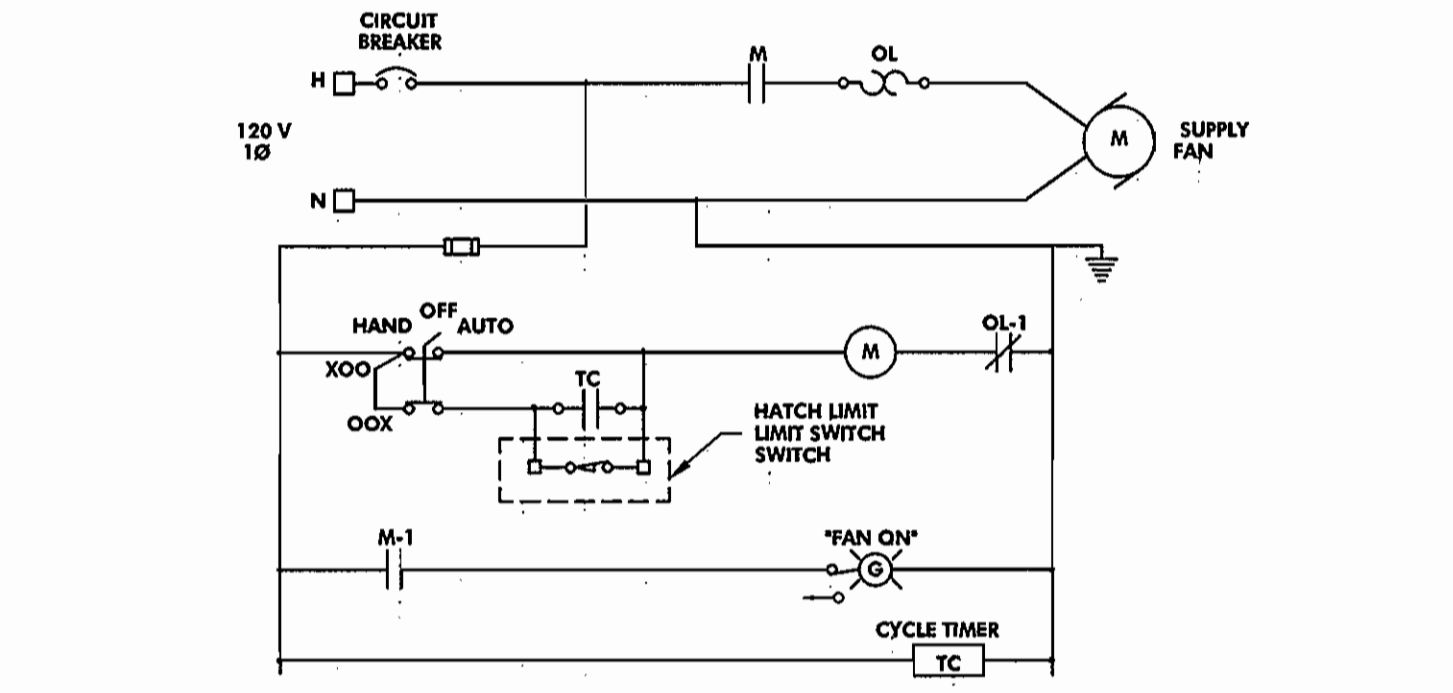 CIRCUIT
BREAKER
H
M
OL
120 V
1Ø
M
SUPPLY
FAN
N
OFF
HAND
AUTO
OL-1
XOO
M
TC
OOX
HATCH LIMIT
LIMIT SWITCH
SWITCH
M-1
"FAN ON"
G
CYCLE TIMER
TC